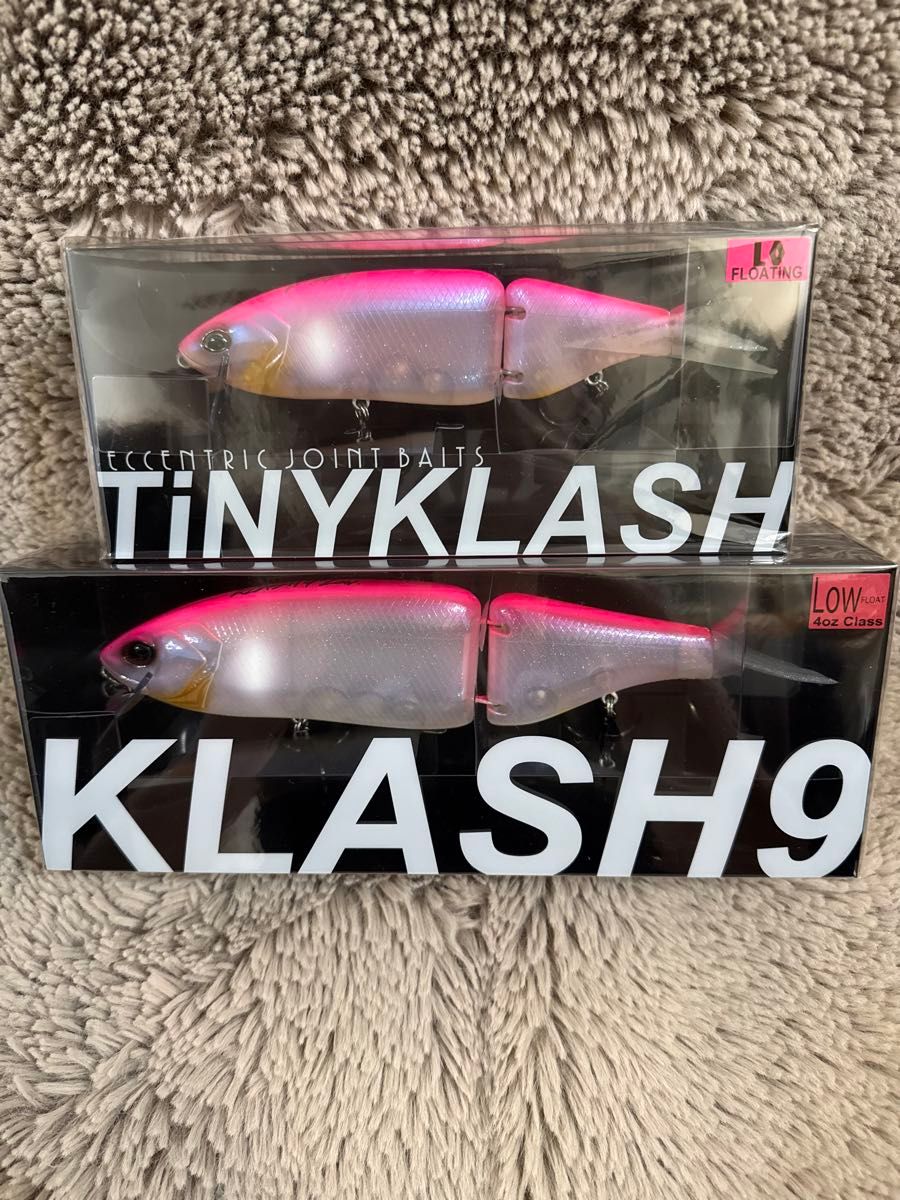 LO
FLOATING
ECCENTRIC JOINT BAITS
TiNYKLASH
LOW FLOAT
4oz Class
KLASH9